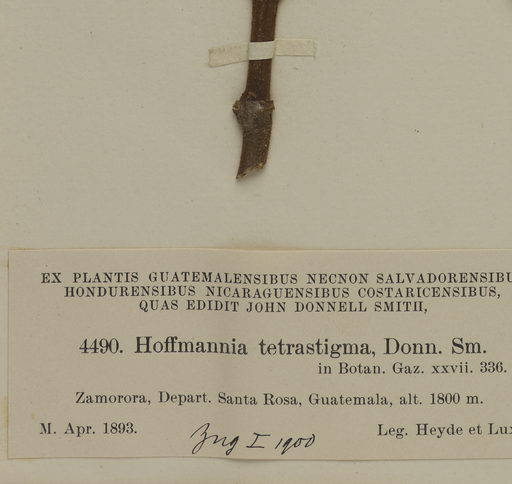 EX PLANTIS GUATEMALENSIBUS NECNON SALVADORENSIBU
HONDURENSIBUS NICARAGUENSIBUS COSTARICENSIBUS,
QUAS EDIDIT JOHN DONNELL SMITH,
4490. Hoffmannia tetrastigma, Donn. Sm.
in Botan. Gaz. xxvii. 336.
Zamorora, Depart. Santa Rosa, Guatemala, alt. 1800 m.
M. Apr. 1893.
I 1900
Leg. Heyde et Lux